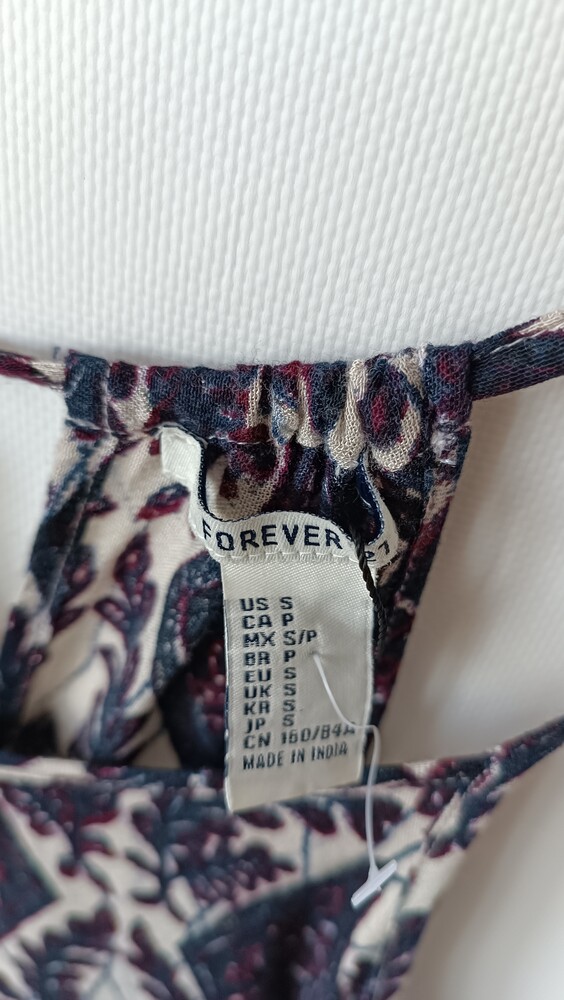 FOREVER 21
US S
CA P
MX S/P
BR P
EU S
UK S
KR S
JP S
CN 160/84A
MADE IN INDIA